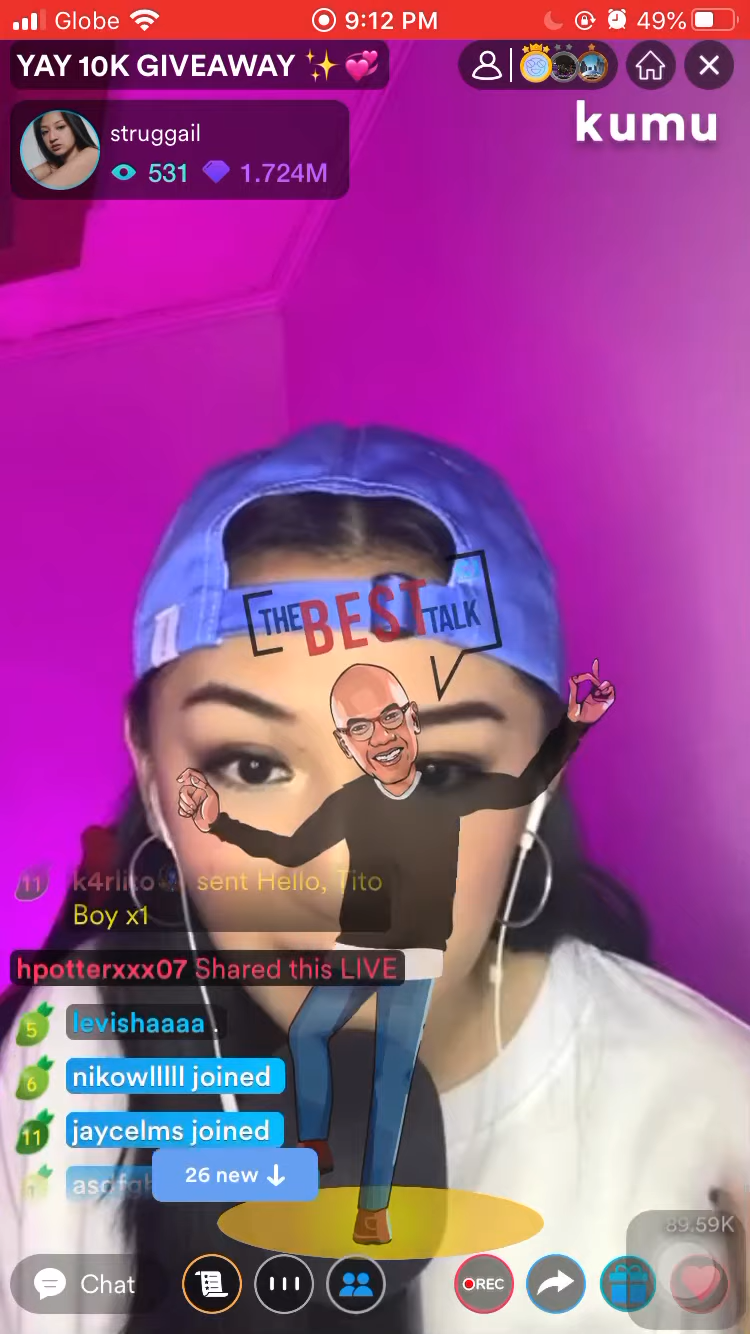 Globe 9:12 PM 49%
YAY 10K GIVEAWAY ✨💞
kumu
struggail
531 1.724M
THE BEST TALK
11 k4rlito sent Hello, Tito
Boy x1
hpotterxxx07 Shared this LIVE
5 levishaaaa .
6 nikowlllll joined
11 jaycelms joined
26 new ↓
89.59K
Chat REC